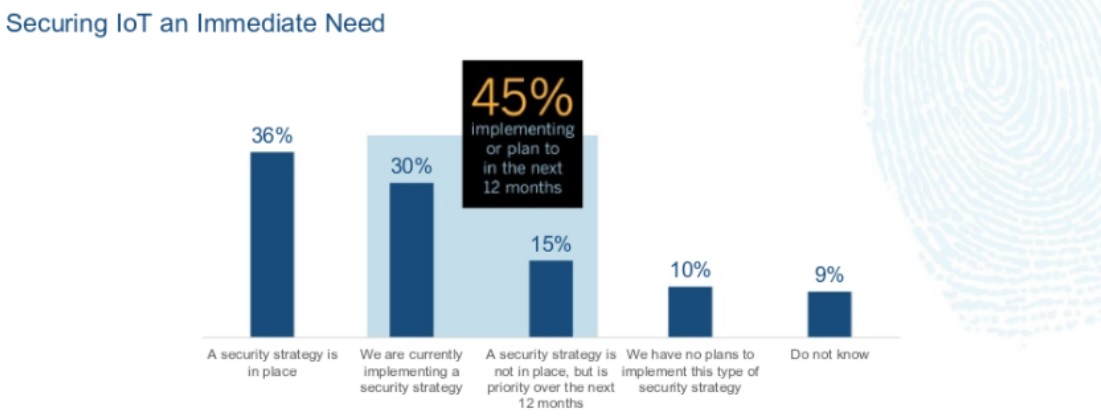 Securing IoT an Immediate Need
45%
implementing
or plan to
in the next
12 months
36%
30%
15%
10%
9%
A security strategy is
in place
We are currently
implementing a
security strategy
A security strategy is
not in place, but is
priority over the next
12 months
We have no plans to
implement this type of
security strategy
Do not know